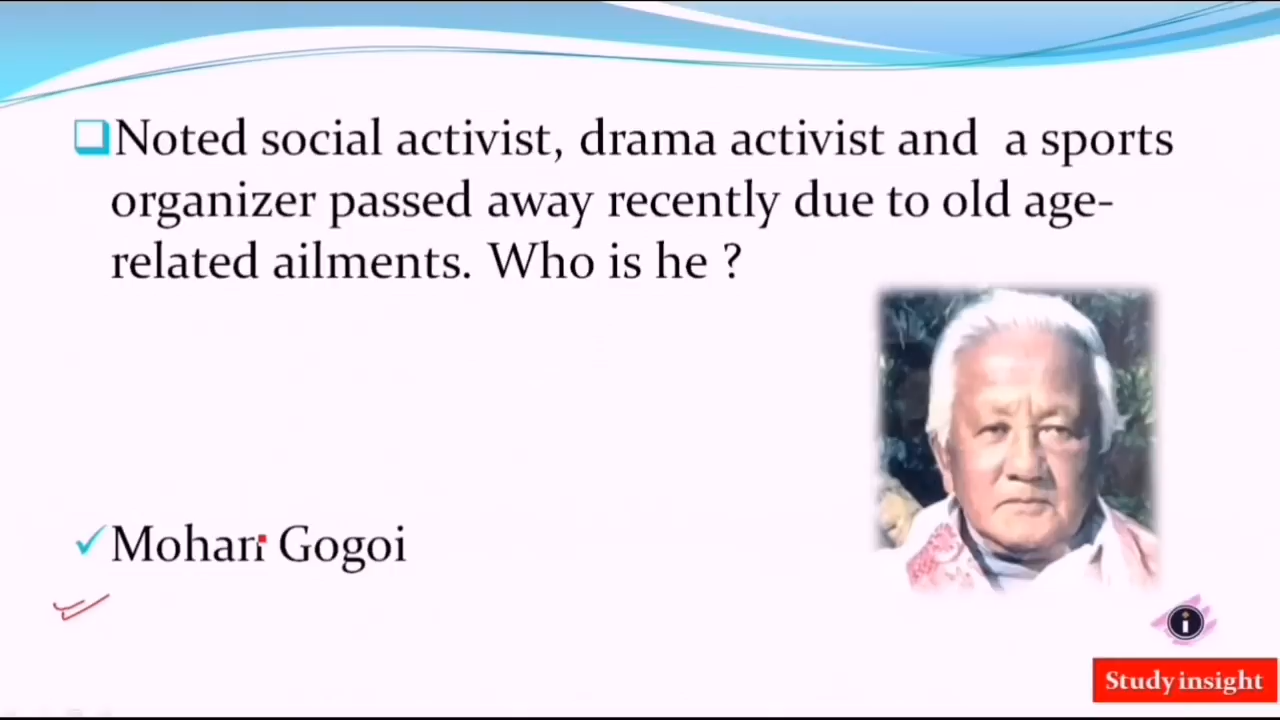 Noted social activist, drama activist and a sports
organizer passed away recently due to old age-
related ailments. Who is he ?
Mohan Gogoi
i
Study insight